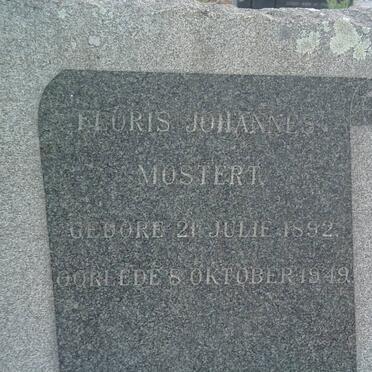 FLORIS JOHANNES
MOSTERT.
GEBORE 21 JULIE 1892.
OORLEDE 8 OKTOBER 1949